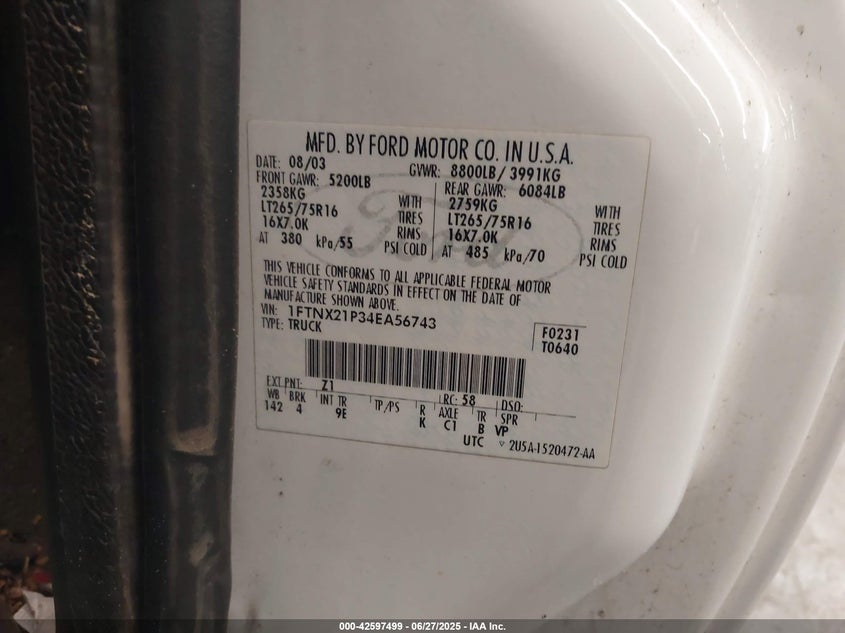 MFD. BY FORD MOTOR CO. IN U.S.A.
DATE: 08/03 GVWR: 8800LB/ 3991KG
FRONT GAWR: 5200LB REAR GAWR: 6084LB
2358KG WITH 2759KG WITH
LT265/75R16 TIRES LT265/75R16 TIRES
16X7.0K RIMS 16X7.0K RIMS
AT 380 kPa/55 PSI COLD AT 485 kPa/70 PSI COLD
Ford
THIS VEHICLE CONFORMS TO ALL APPLICABLE FEDERAL MOTOR
VEHICLE SAFETY STANDARDS IN EFFECT ON THE DATE OF
MANUFACTURE SHOWN ABOVE.
VIN: 1FTNX21P34EA56743
TYPE: TRUCK
F0231
T0640
EXT PNT: Z1 RC: 58 DSO:
WB BRK INT TR TP/PS R AXLE TR SPR
142 4 9E K C1 B VP
UTC ▽ 2U5A-1520472-AA
000-42597499 - 06/27/2025 - IAA Inc.